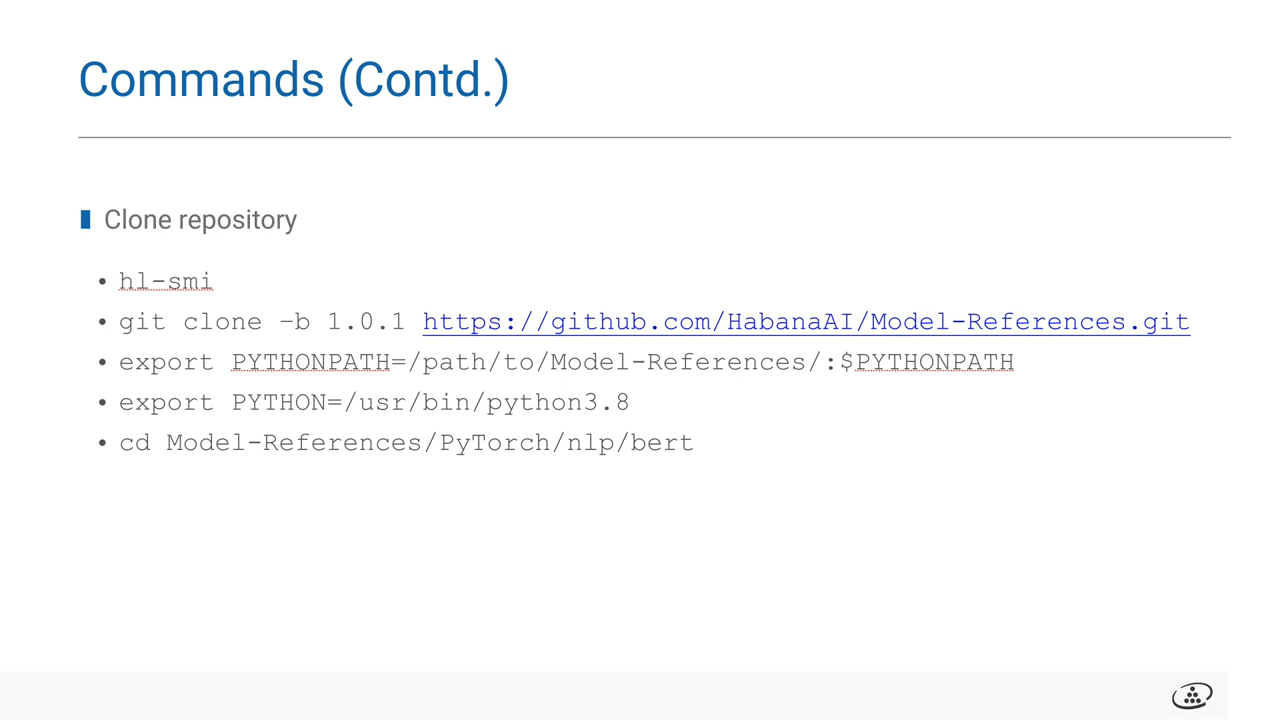 Commands (Contd.)
Clone repository
• hl-smi
• git clone –b 1.0.1 https://github.com/HabanaAI/Model-References.git
• export PYTHONPATH=/path/to/Model-References/:$PYTHONPATH
• export PYTHON=/usr/bin/python3.8
• cd Model-References/PyTorch/nlp/bert